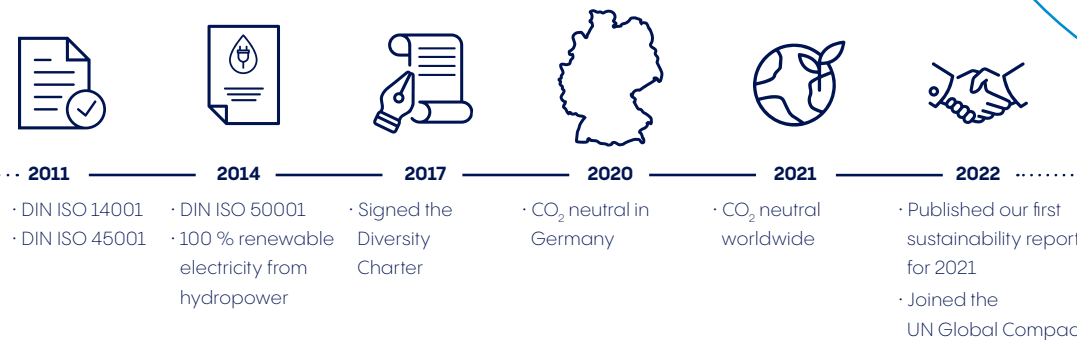 2011
· DIN ISO 14001
· DIN ISO 45001
2014
· DIN ISO 50001
· 100 % renewable
electricity from
hydropower
2017
· Signed the
Diversity
Charter
2020
· CO₂ neutral in
Germany
2021
· CO₂ neutral
worldwide
2022
· Published our first
sustainability report
for 2021
· Joined the
UN Global Compac